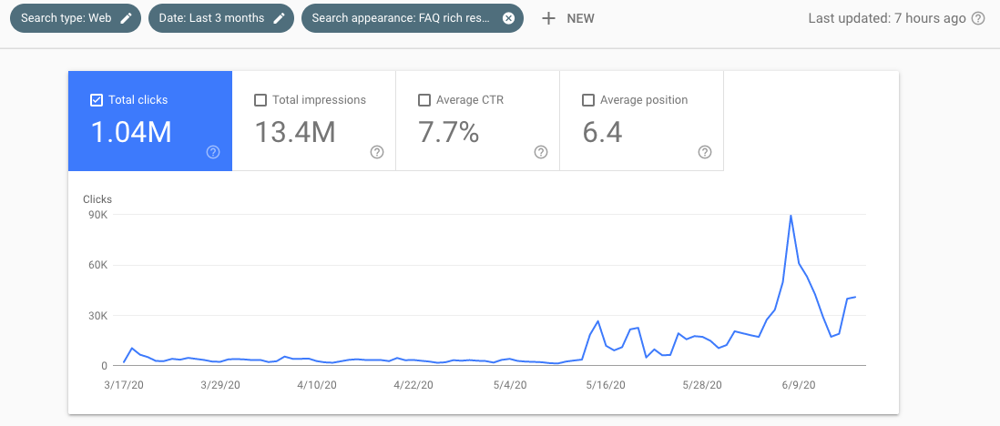 Search type: Web Date: Last 3 months Search appearance: FAQ rich res... NEW Last updated: 7 hours ago
Total clicks Total impressions Average CTR Average position
1.04M 13.4M 7.7% 6.4
Clicks
90K
60K
30K
0
3/17/20 3/29/20 4/10/20 4/22/20 5/4/20 5/16/20 5/28/20 6/9/20